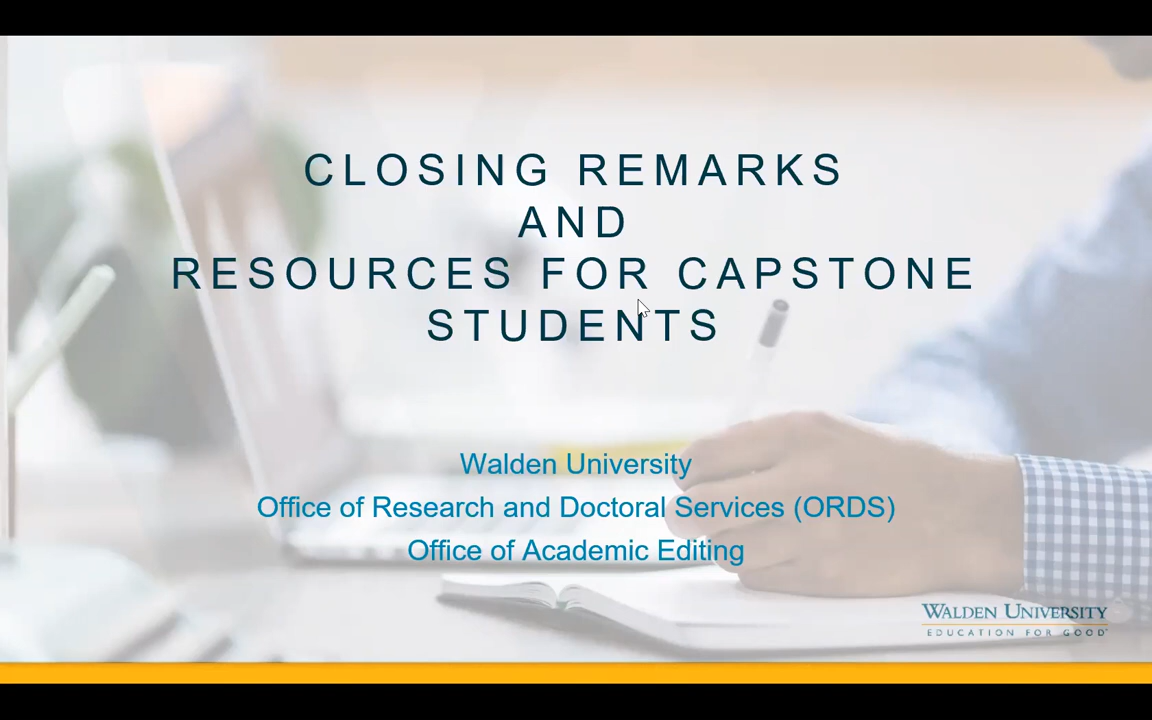 CLOSING REMARKS
AND
RESOURCES FOR CAPSTONE
STUDENTS
Walden University
Office of Research and Doctoral Services (ORDS)
Office of Academic Editing
WALDEN UNIVERSITY
EDUCATION FOR GOOD